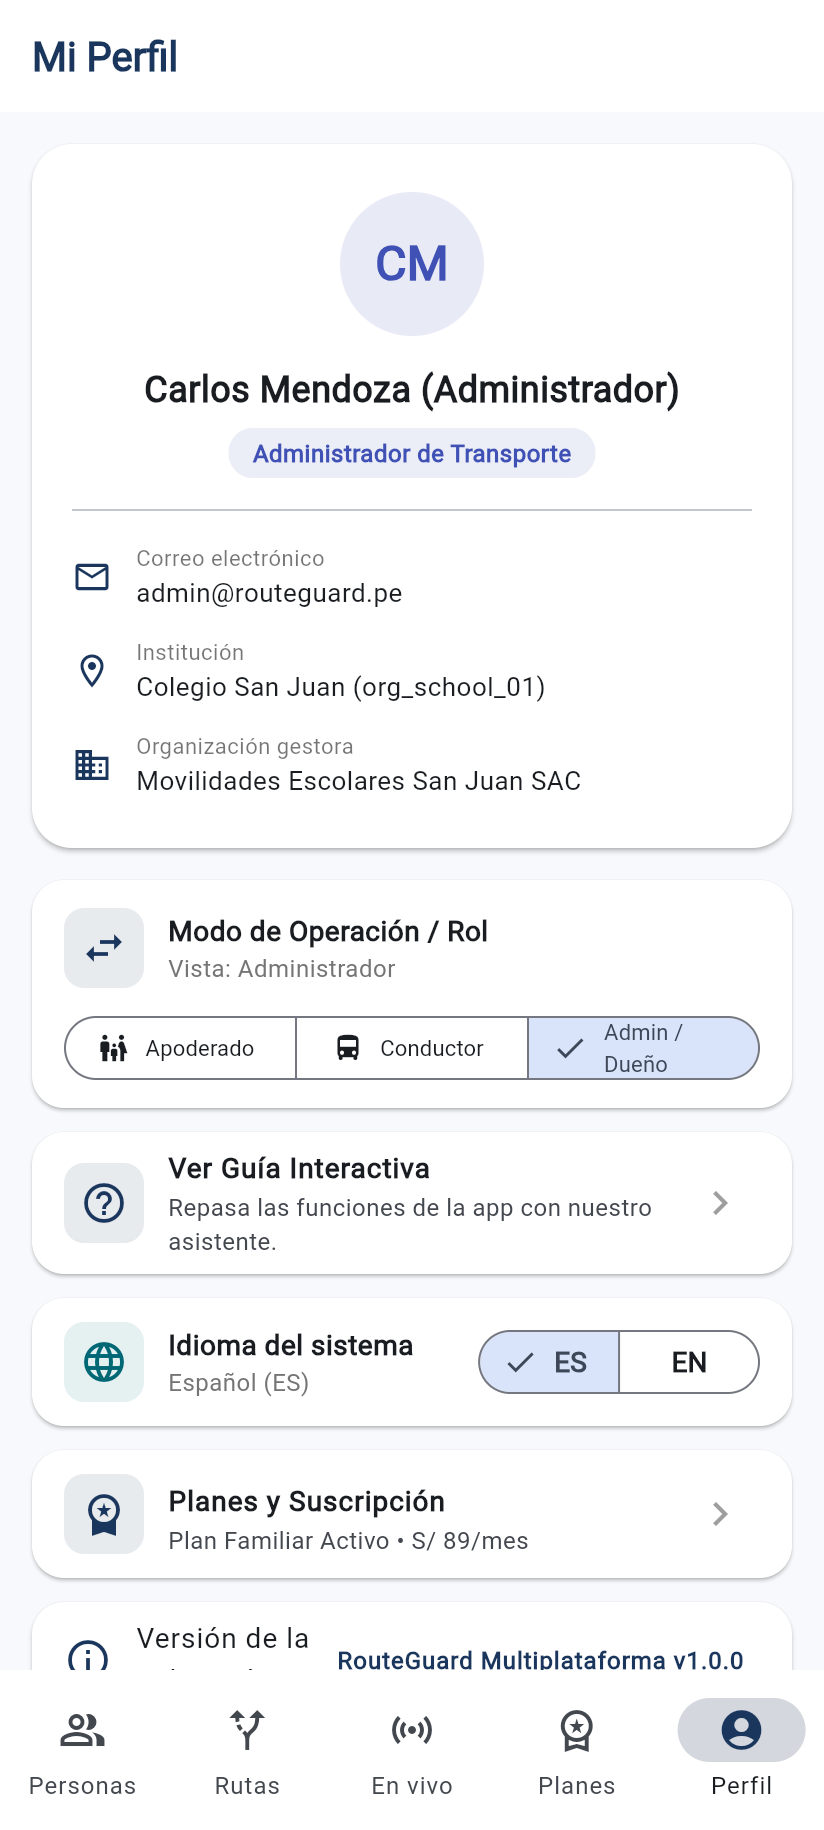 Mi Perfil
CM
Carlos Mendoza (Administrador)
Administrador de Transporte
Correo electrónico
admin@routeguard.pe
Institución
Colegio San Juan (org_school_01)
Organización gestora
Movilidades Escolares San Juan SAC
Modo de Operación / Rol
Vista: Administrador
Apoderado
Conductor
Admin /
Dueño
Ver Guía Interactiva
Repasa las funciones de la app con nuestro
asistente.
Idioma del sistema
Español (ES)
ES
EN
Planes y Suscripción
Plan Familiar Activo • S/ 89/mes
Versión de la
RouteGuard Multiplataforma v1.0.0
Personas
Rutas
En vivo
Planes
Perfil